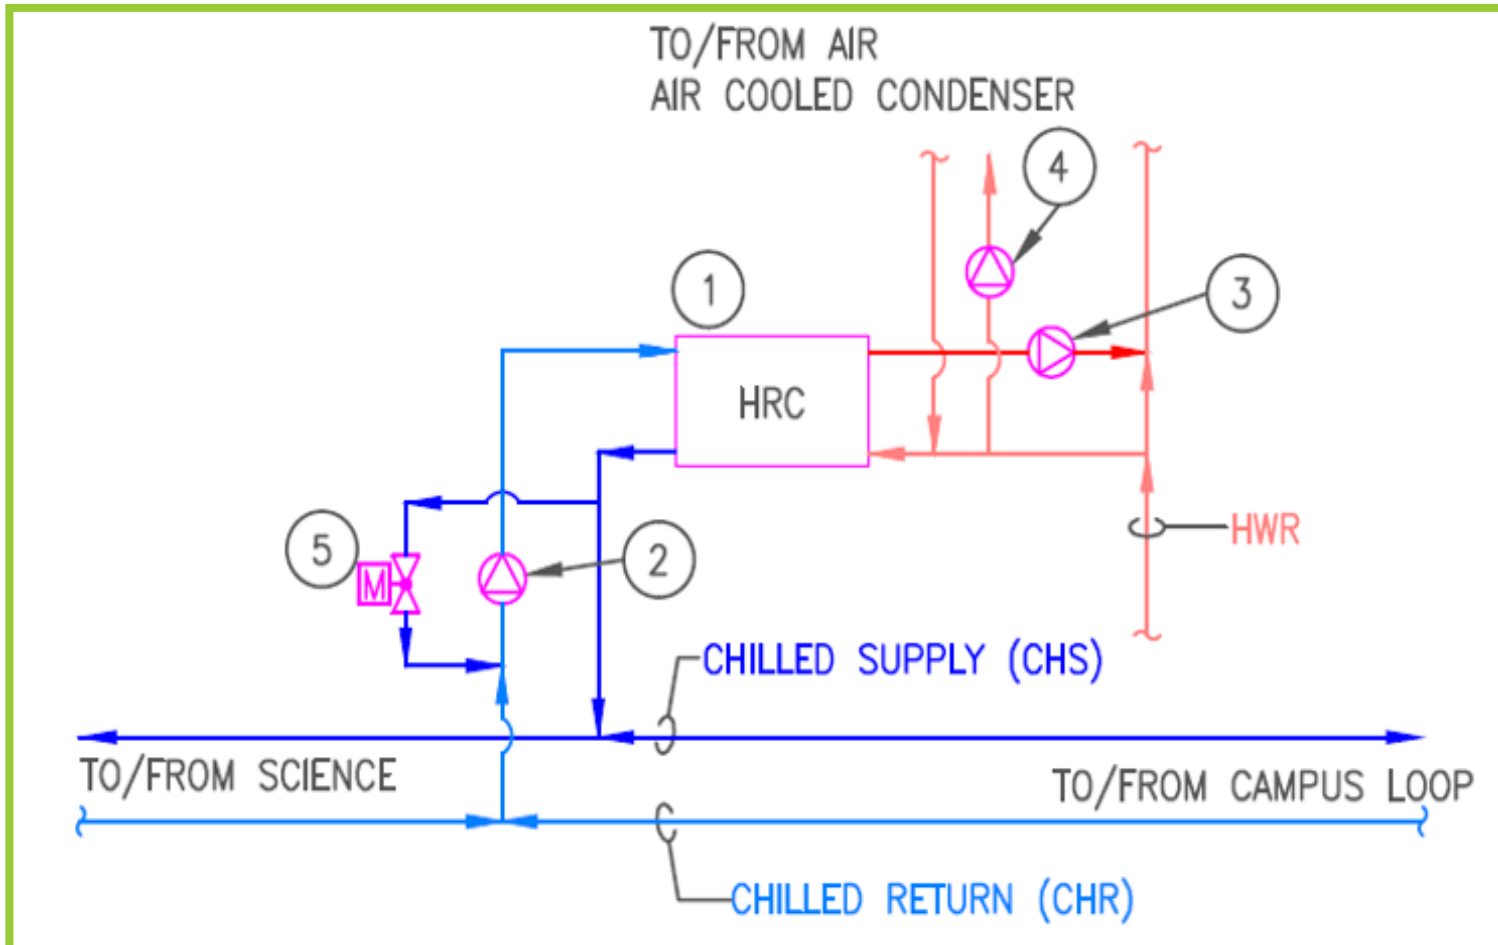 TO/FROM AIR
AIR COOLED CONDENSER
4
1
3
HRC
5
M
2
HWR
CHILLED SUPPLY (CHS)
TO/FROM SCIENCE
TO/FROM CAMPUS LOOP
CHILLED RETURN (CHR)